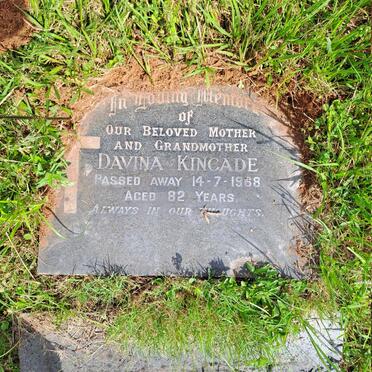 In Loving Memory
of
Our Beloved Mother
and Grandmother
Davina Kincade
Passed away 14-7-1968
Aged 82 Years.
Always in our thoughts.